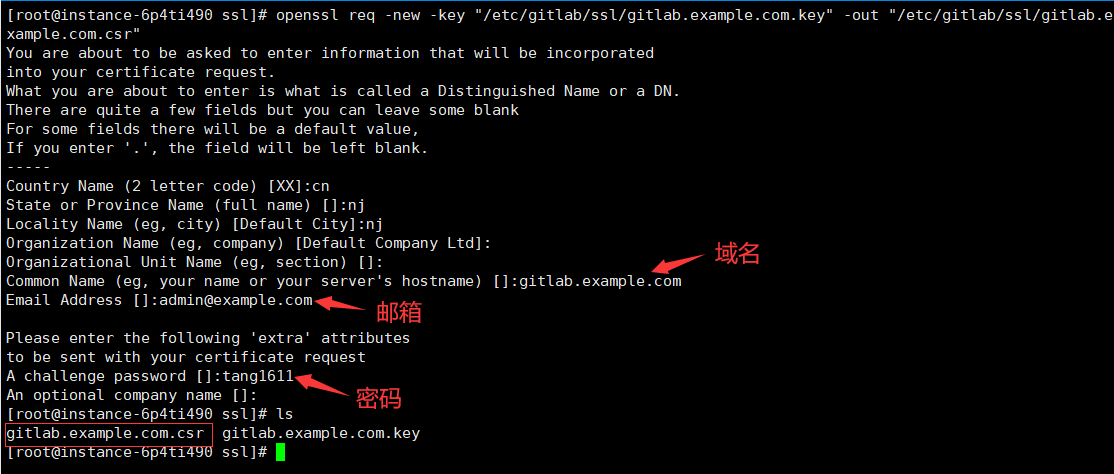 [root@instance-6p4ti490 ssl]# openssl req -new -key "/etc/gitlab/ssl/gitlab.example.com.key" -out "/etc/gitlab/ssl/gitlab.e
xample.com.csr"
You are about to be asked to enter information that will be incorporated
into your certificate request.
What you are about to enter is what is called a Distinguished Name or a DN.
There are quite a few fields but you can leave some blank
For some fields there will be a default value,
If you enter '.', the field will be left blank.
-----
Country Name (2 letter code) [XX]:cn
State or Province Name (full name) []:nj
Locality Name (eg, city) [Default City]:nj
Organization Name (eg, company) [Default Company Ltd]:
域名
Organizational Unit Name (eg, section) []:
Common Name (eg, your name or your server's hostname) []:gitlab.example.com
Email Address []:admin@example.com
邮箱
Please enter the following 'extra' attributes
to be sent with your certificate request
A challenge password []:tang1611
密码
An optional company name []:
[root@instance-6p4ti490 ssl]# ls
gitlab.example.com.csr gitlab.example.com.key
[root@instance-6p4ti490 ssl]#